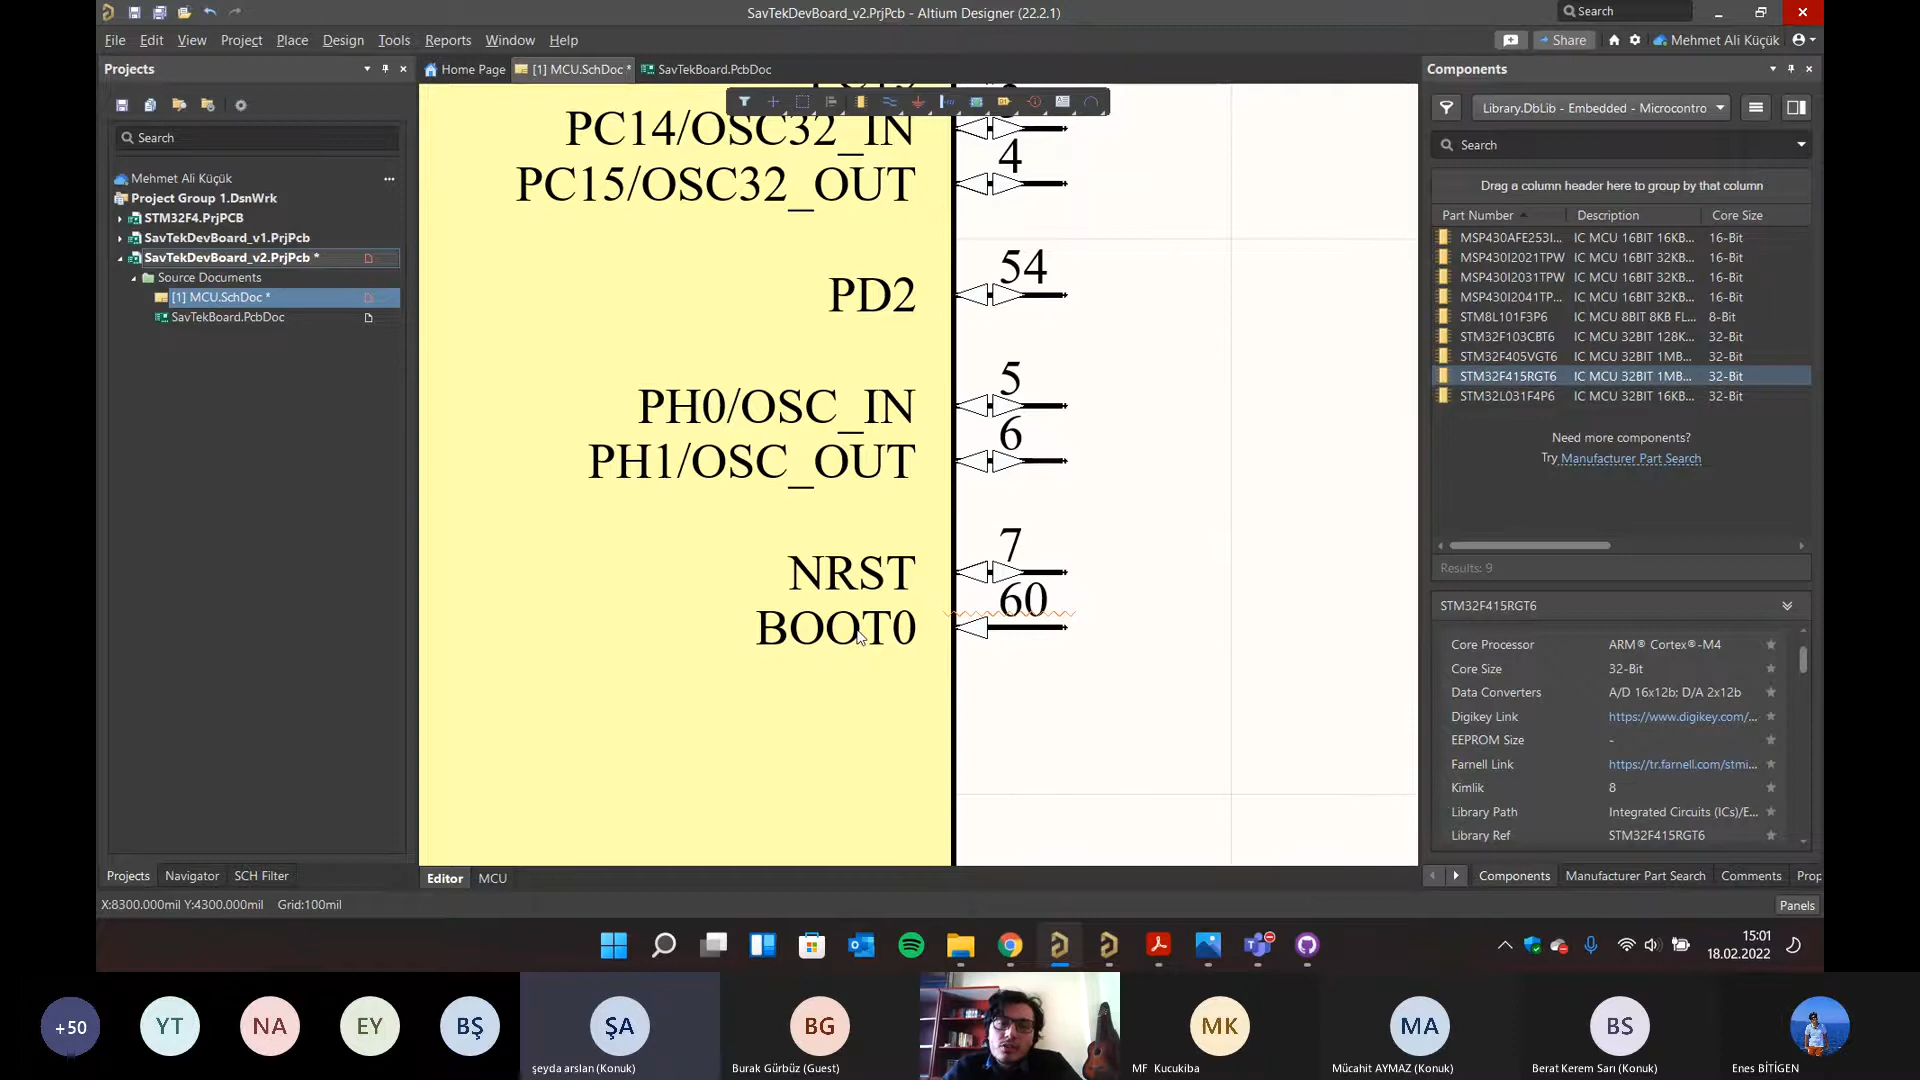 SavTekDevBoard_v2.PrjPcb - Altium Designer (22.2.1)
Search
File Edit View Project Place Design Tools Reports Window Help
Share
Mehmet Ali Küçük
Projects
Home Page
[1] MCU.SchDoc *
SavTekBoard.PcbDoc
Components
Search
Mehmet Ali Küçük
Project Group 1.DsnWrk
STM32F4.PrjPCB
SavTekDevBoard_v1.PrjPcb
SavTekDevBoard_v2.PrjPcb *
Source Documents
[1] MCU.SchDoc *
SavTekBoard.PcbDoc
PC14/OSC32_IN
PC15/OSC32_OUT 4
PD2 54
PH0/OSC_IN 5
PH1/OSC_OUT 6
NRST 7
BOOT0 60
Library.DbLib - Embedded - Microcontro
Search
Drag a column header here to group by that column
Part Number Description Core Size
MSP430AFE253I... IC MCU 16BIT 16KB... 16-Bit
MSP430I2021TPW IC MCU 16BIT 32KB... 16-Bit
MSP430I2031TPW IC MCU 16BIT 32KB... 16-Bit
MSP430I2041TP... IC MCU 16BIT 32KB... 16-Bit
STM8L101F3P6 IC MCU 8BIT 8KB FL... 8-Bit
STM32F103CBT6 IC MCU 32BIT 128K... 32-Bit
STM32F405VGT6 IC MCU 32BIT 1MB... 32-Bit
STM32F415RGT6 IC MCU 32BIT 1MB... 32-Bit
STM32L031F4P6 IC MCU 32BIT 16KB... 32-Bit
Need more components?
Try Manufacturer Part Search
Results: 9
STM32F415RGT6
Core Processor ARM® Cortex®-M4
Core Size 32-Bit
Data Converters A/D 16x12b; D/A 2x12b
Digikey Link https://www.digikey.com/...
EEPROM Size -
Farnell Link https://tr.farnell.com/stmi...
Kimlik 8
Library Path Integrated Circuits (ICs)/E...
Library Ref STM32F415RGT6
Projects Navigator SCH Filter
Editor MCU
Components Manufacturer Part Search Comments Prop
X:8300.000mil Y:4300.000mil Grid:100mil
Panels
15:01
18.02.2022
+50 YT NA EY BŞ ŞA BG MK MA BS
şeyda arslan (Konuk)
Burak Gürbüz (Guest)
MF Kucukiba
Mücahit AYMAZ (Konuk)
Berat Kerem Sarı (Konuk)
Enes BİTİGEN